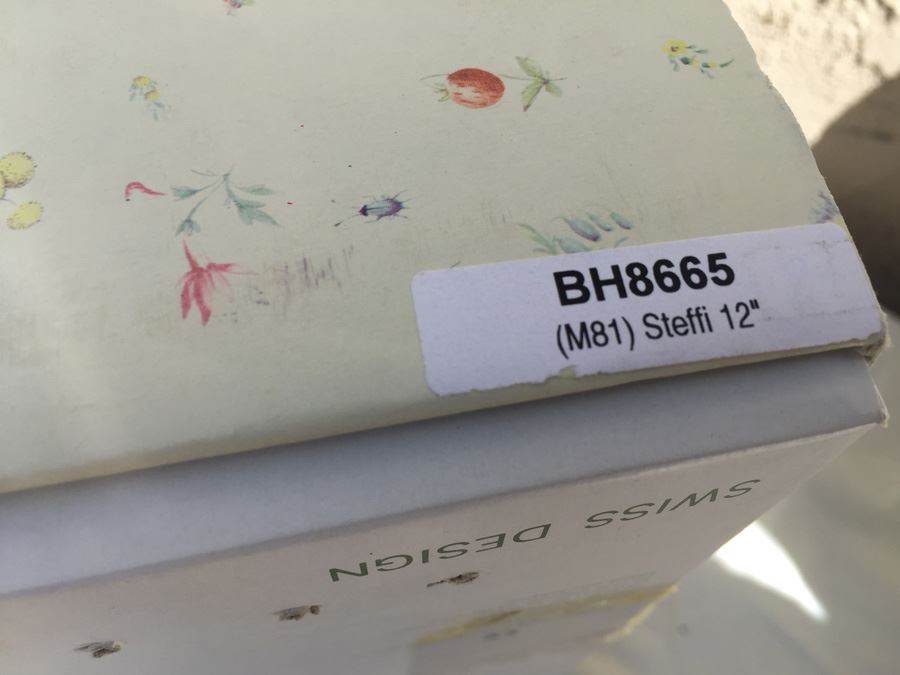 BH8665
(M81) Steffi 12"
SWISS DESIGN